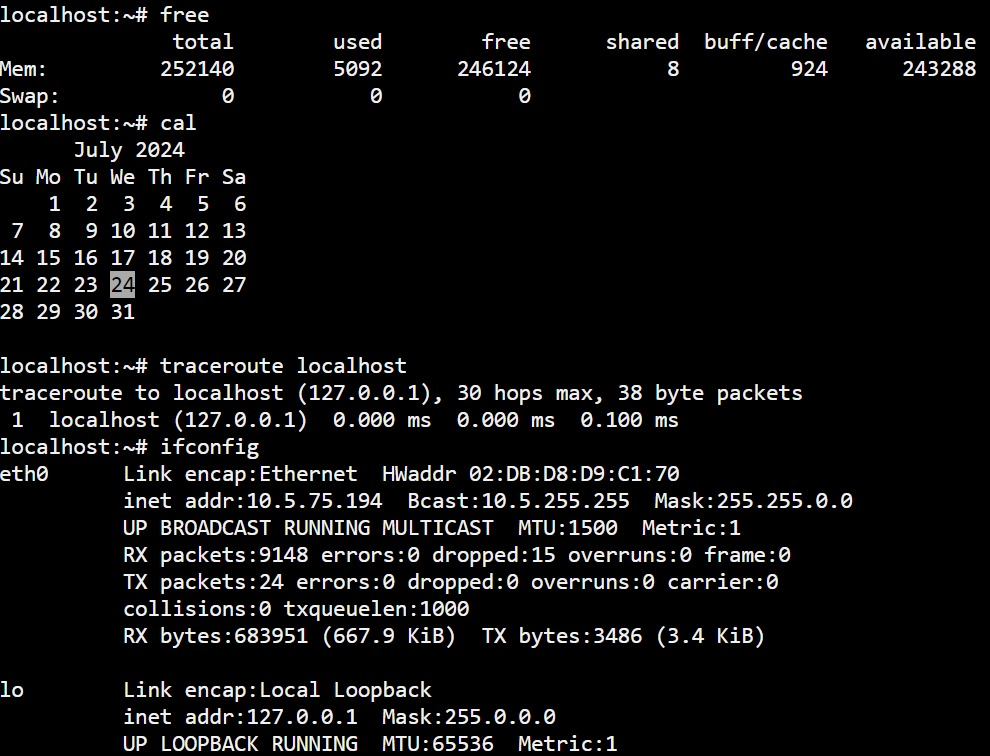 localhost:~# free
              total        used        free      shared  buff/cache   available
Mem:         252140        5092      246124           8         924      243288
Swap:             0           0           0
localhost:~# cal
      July 2024
Su Mo Tu We Th Fr Sa
    1  2  3  4  5  6
 7  8  9 10 11 12 13
14 15 16 17 18 19 20
21 22 23 24 25 26 27
28 29 30 31
localhost:~# traceroute localhost
traceroute to localhost (127.0.0.1), 30 hops max, 38 byte packets
 1  localhost (127.0.0.1)  0.000 ms  0.000 ms  0.100 ms
localhost:~# ifconfig
eth0      Link encap:Ethernet  HWaddr 02:DB:D8:D9:C1:70
          inet addr:10.5.75.194  Bcast:10.5.255.255  Mask:255.255.0.0
          UP BROADCAST RUNNING MULTICAST  MTU:1500  Metric:1
          RX packets:9148 errors:0 dropped:15 overruns:0 frame:0
          TX packets:24 errors:0 dropped:0 overruns:0 carrier:0
          collisions:0 txqueuelen:1000
          RX bytes:683951 (667.9 KiB)  TX bytes:3486 (3.4 KiB)
lo        Link encap:Local Loopback
          inet addr:127.0.0.1  Mask:255.0.0.0
          UP LOOPBACK RUNNING  MTU:65536  Metric:1